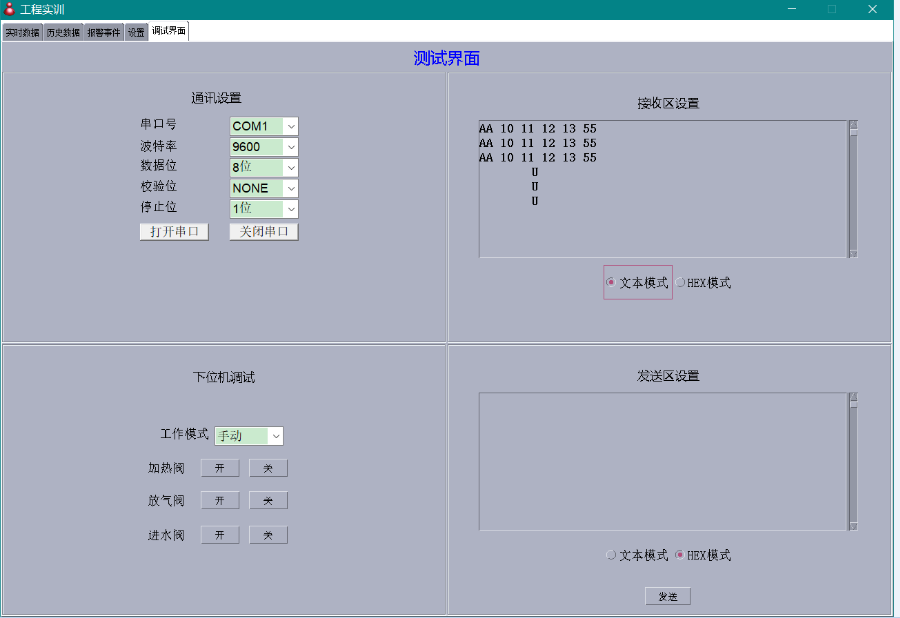 工程实训
实时数据 历史数据 报警事件 设置 调试界面
测试界面
通讯设置
串口号 COM1
波特率 9600
数据位 8位
校验位 NONE
停止位 1位
打开串口 关闭串口
接收区设置
AA 10 11 12 13 55
AA 10 11 12 13 55
AA 10 11 12 13 55
U
U
U
文本模式 HEX模式
下位机调试
工作模式 手动
加热阀 开 关
放气阀 开 关
进水阀 开 关
发送区设置
文本模式 HEX模式
发送